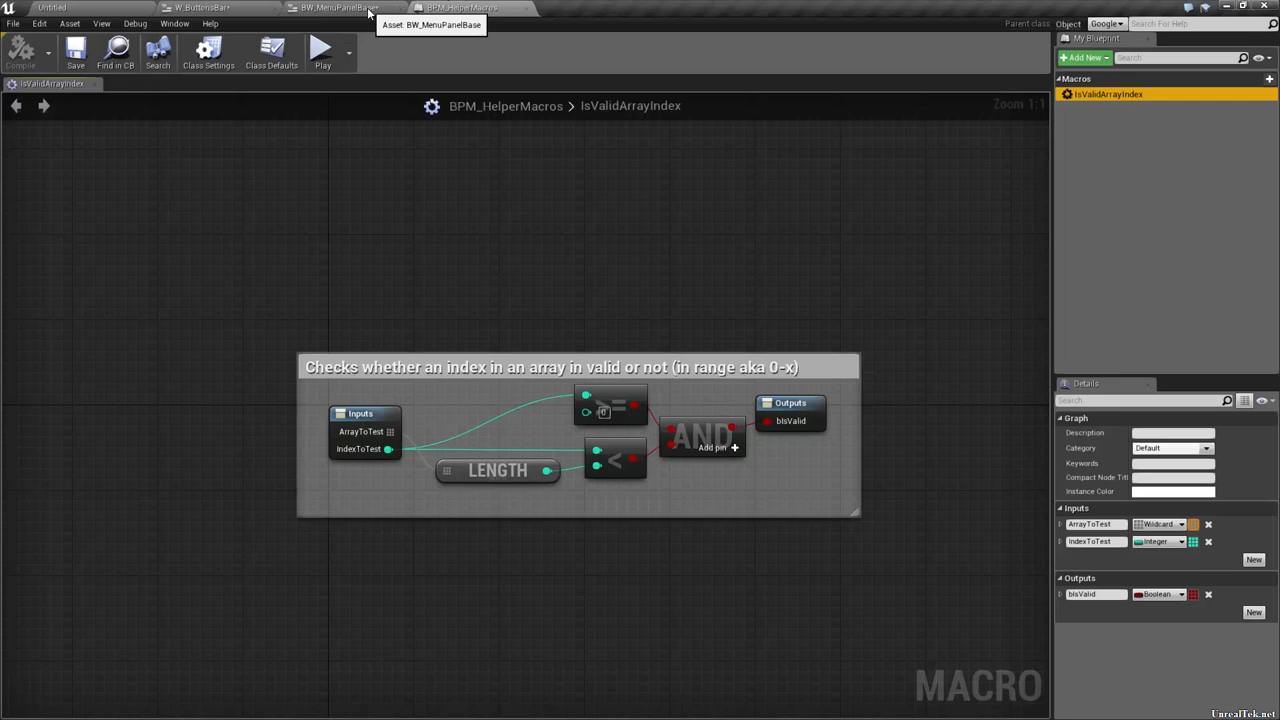 Untitled
W_ButtonsBar*
BW_MenuPanelBase*
BPM_HelperMacros
File Edit Asset View Debug Window Help
Asset: BW_MenuPanelBase
Parent class: Object Google Search For Help
Compile Save Find in CB Search Class Settings Class Defaults Play
My Blueprint
Add New Search
IsValidArrayIndex
Macros
IsValidArrayIndex
BPM_HelperMacros > IsValidArrayIndex
Zoom 1:1
Checks whether an index in an array in valid or not (in range aka 0-x)
Inputs
ArrayToTest
IndexToTest
LENGTH
>=
0
<
AND
Add pin +
Outputs
bIsValid
Details
Search
Graph
Description
Category Default
Keywords
Compact Node Titl
Instance Color
Inputs
ArrayToTest Wildcard
IndexToTest Integer
New
Outputs
bIsValid Boolean
New
MACRO
UnrealTek.net